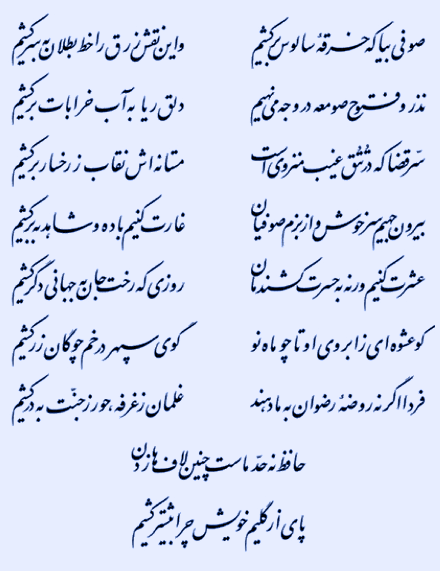 صوفی بیا که خرقهٔ سالوس برکشیم واین نقش زرق را خط بطلان به سر کشیم
نذر و فتوح صومعه در وجه می‌نهیم دلق ریا به آب خرابات برکشیم
سّر قضا که در تتق غیب منزوی است مستانه‌اش نقاب ز رخسار برکشیم
بیرون جهیم سرخوش و از بزم صوفیان غارت کنیم باده و شاهد به بر کشیم
عشرت کنیم ورنه به حسرت کشندمان روزی که رخت جان به جهانی دگر کشیم
کو عشوه‌ای ز ابروی او تا چو ماه نو گوی سپهر در خم چوگان زر کشیم
فردا اگر نه روضهٔ رضوان به ما دهند غلمان ز غرفه، حور ز جنّت به در کشیم
حافظ نه حدّ ماست چنین لاف‌ها زدن
پای از گلیم خویش چرا بیشتر کشیم